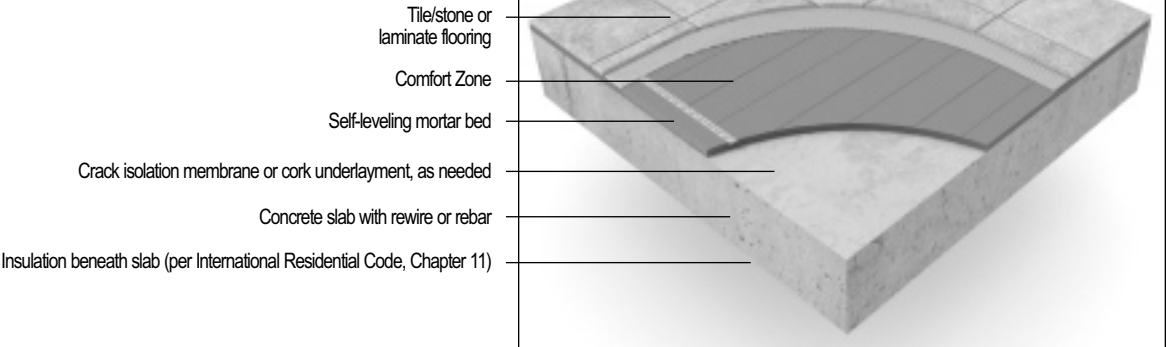 Tile/stone or
laminate flooring
Comfort Zone
Self-leveling mortar bed
Crack isolation membrane or cork underlayment, as needed
Concrete slab with rewire or rebar
Insulation beneath slab (per International Residential Code, Chapter 11)